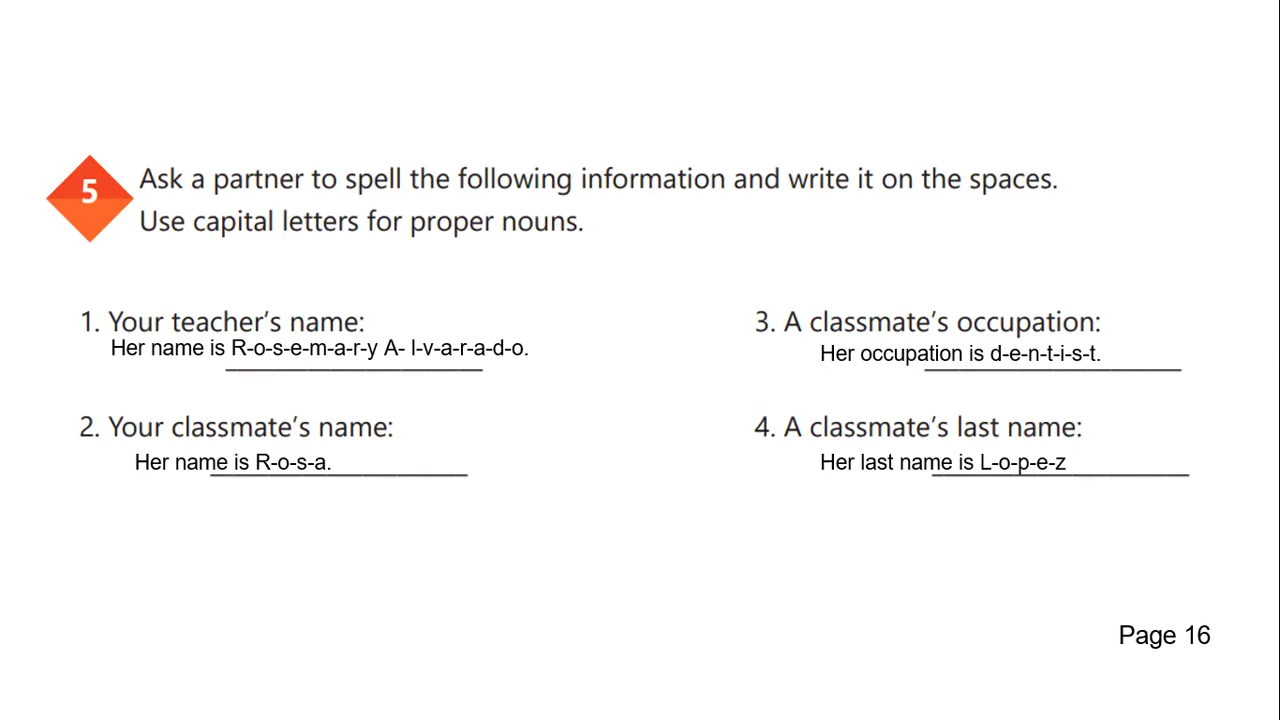 5
Ask a partner to spell the following information and write it on the spaces.
Use capital letters for proper nouns.
1. Your teacher's name:
Her name is R-o-s-e-m-a-r-y A- l-v-a-r-a-d-o.
2. Your classmate's name:
Her name is R-o-s-a.
3. A classmate's occupation:
Her occupation is d-e-n-t-i-s-t.
4. A classmate's last name:
Her last name is L-o-p-e-z
Page 16